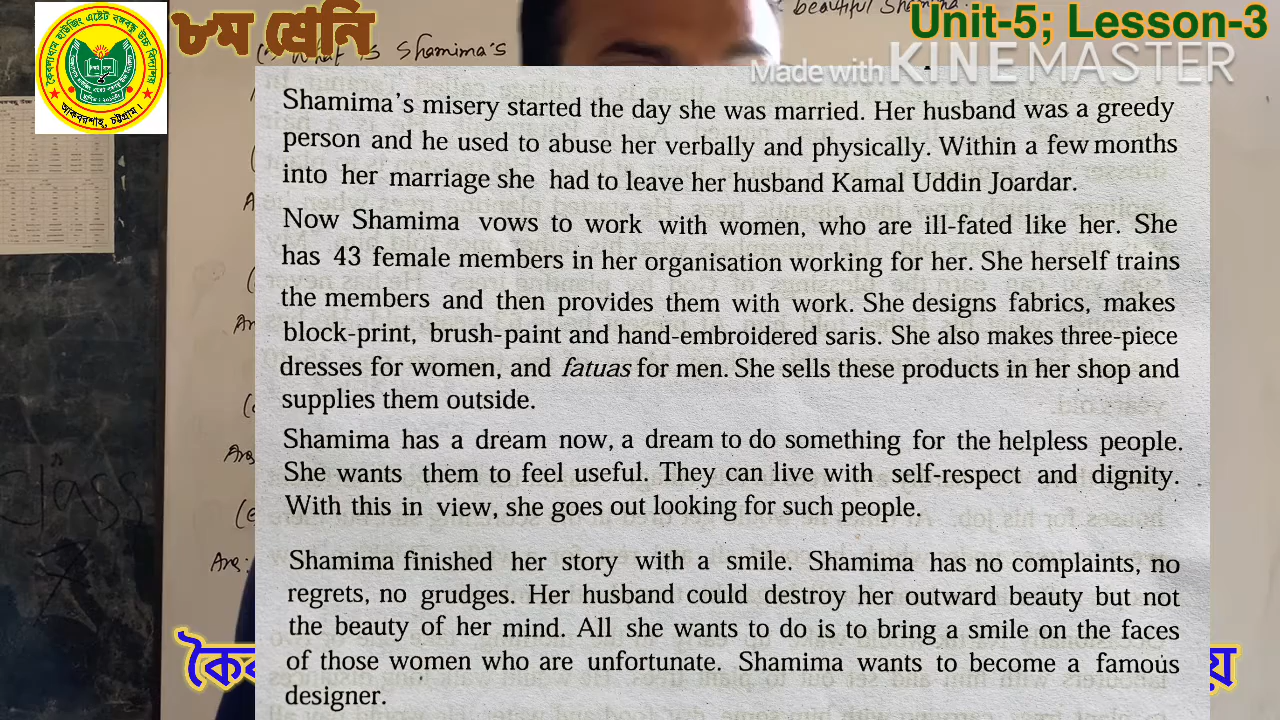 ৮ম শ্রেনি
Unit-5; Lesson-3
Made with KINEMASTER
beautiful
What is Shamima's
Shamima's misery started the day she was married. Her husband was a greedy
person and he used to abuse her verbally and physically. Within a few months
into her marriage she had to leave her husband Kamal Uddin Joardar.
Now Shamima vows to work with women, who are ill-fated like her. She
has 43 female members in her organisation working for her. She herself trains
the members and then provides them with work. She designs fabrics, makes
block-print, brush-paint and hand-embroidered saris. She also makes three-piece
dresses for women, and fatuas for men. She sells these products in her shop and
supplies them outside.
Shamima has a dream now, a dream to do something for the helpless people.
She wants them to feel useful. They can live with self-respect and dignity.
With this in view, she goes out looking for such people.
Shamima finished her story with a smile. Shamima has no complaints, no
regrets, no grudges. Her husband could destroy her outward beauty but not
the beauty of her mind. All she wants to do is to bring a smile on the faces
of those women who are unfortunate. Shamima wants to become a famous
designer.
Class
Ans
Ans: